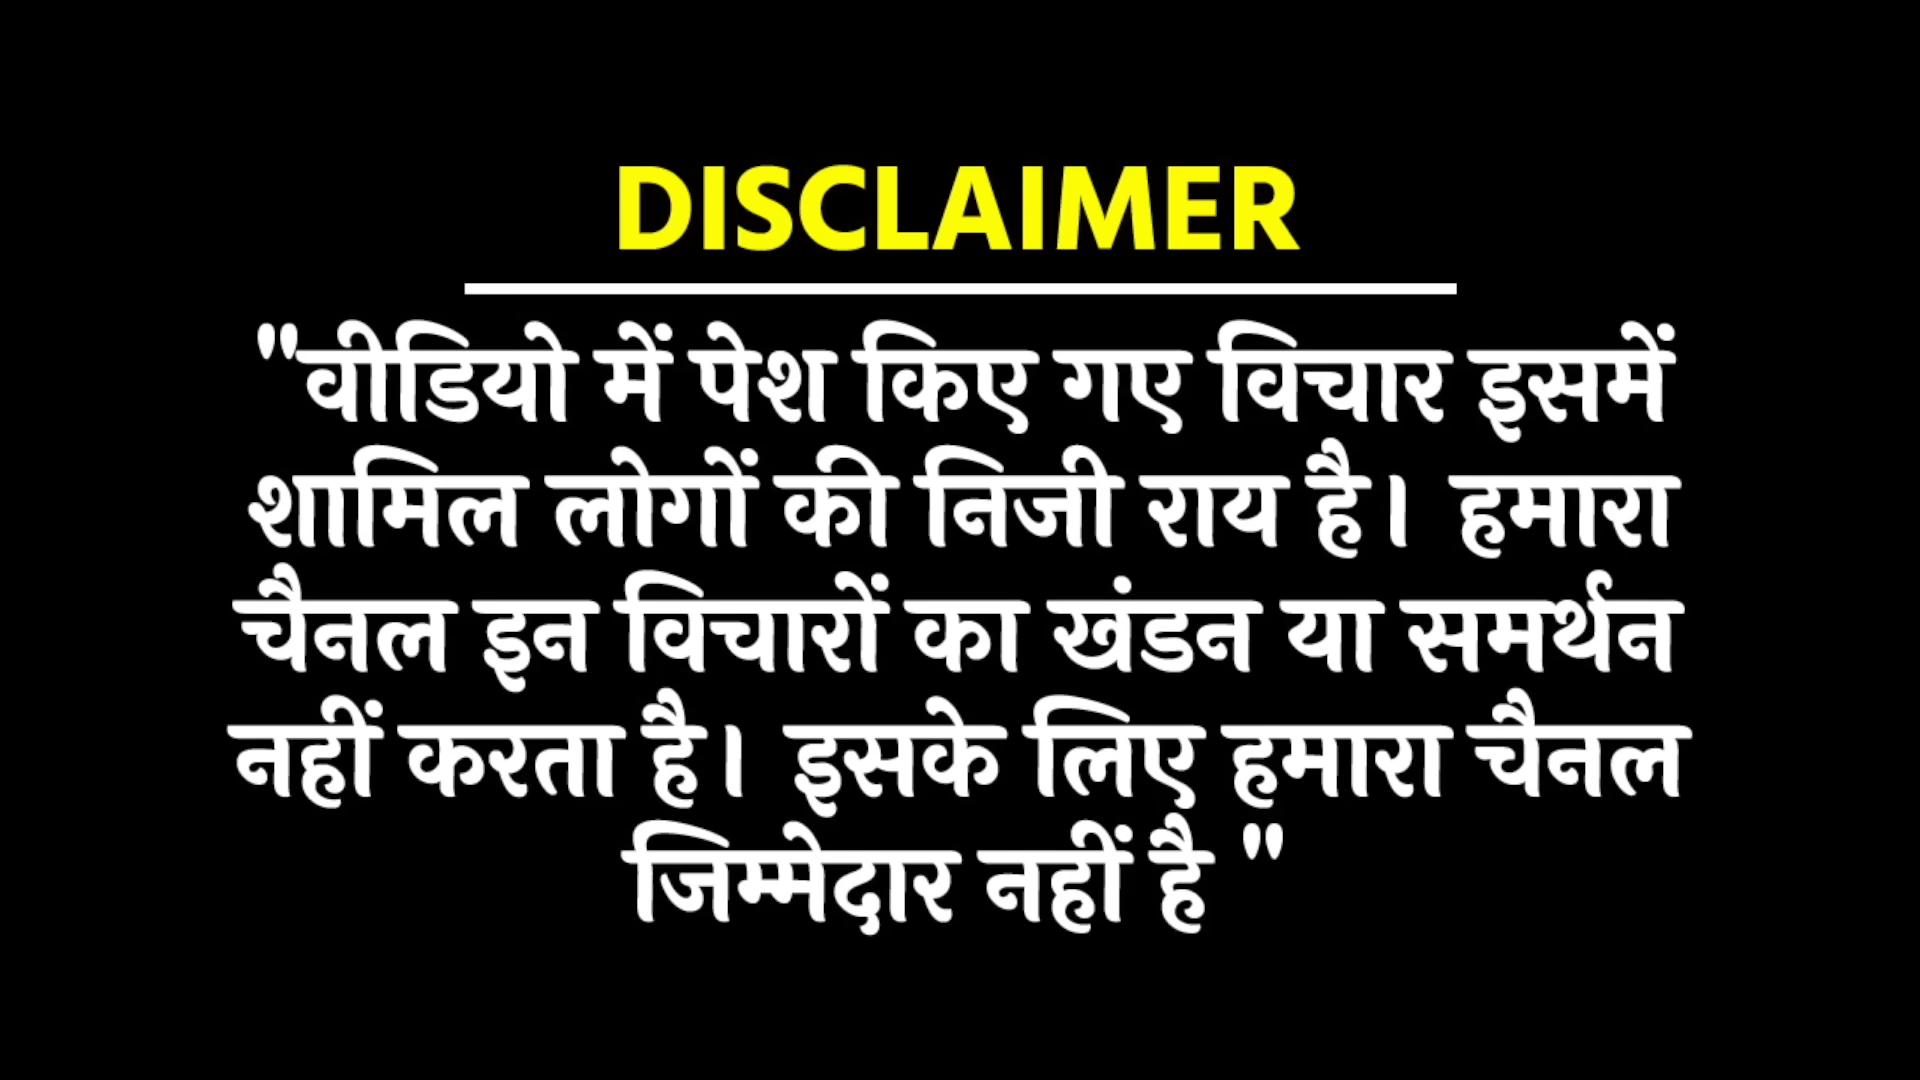 DISCLAIMER
"वीडियो में पेश किए गए विचार इसमें
शामिल लोगों की निजी राय है। हमारा
चैनल इन विचारों का खंडन या समर्थन
नहीं करता है। इसके लिए हमारा चैनल
जिम्मेदार नहीं है "